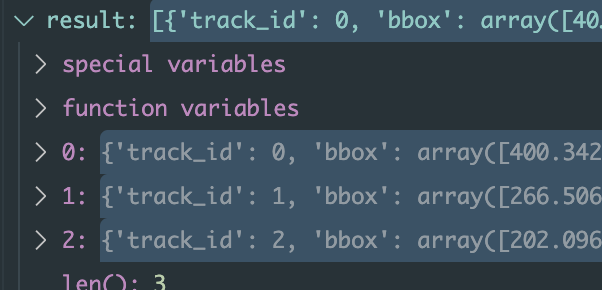 result: [{'track_id': 0, 'bbox': array([40.
special variables
function variables
0: {'track_id': 0, 'bbox': array([400.342
1: {'track_id': 1, 'bbox': array([266.506
2: {'track_id': 2, 'bbox': array([202.096
len(): 3